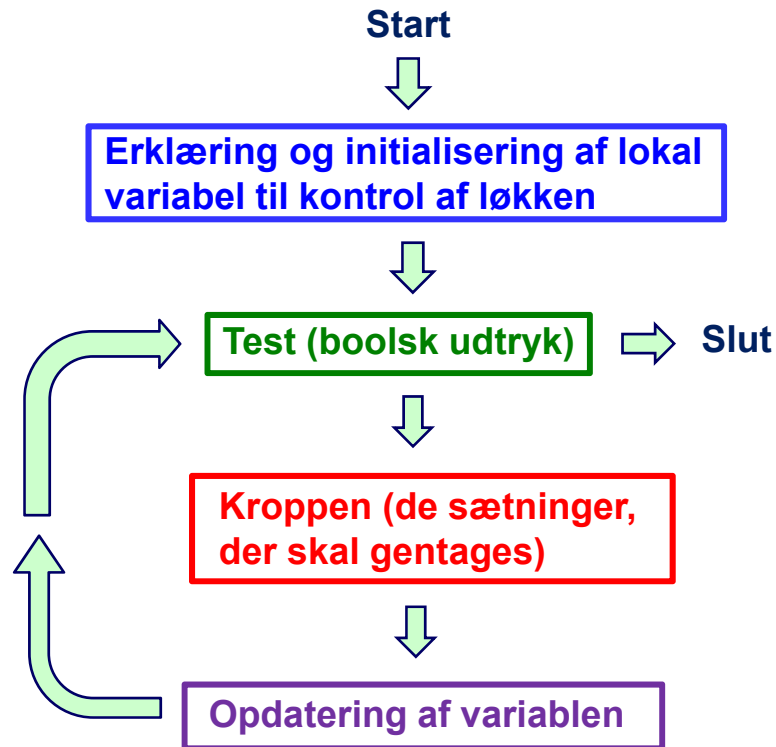 Start
Erklæring og initialisering af lokal
variabel til kontrol af løkken
Test (boolsk udtryk)
Slut
Kroppen (de sætninger,
der skal gentages)
Opdatering af variablen